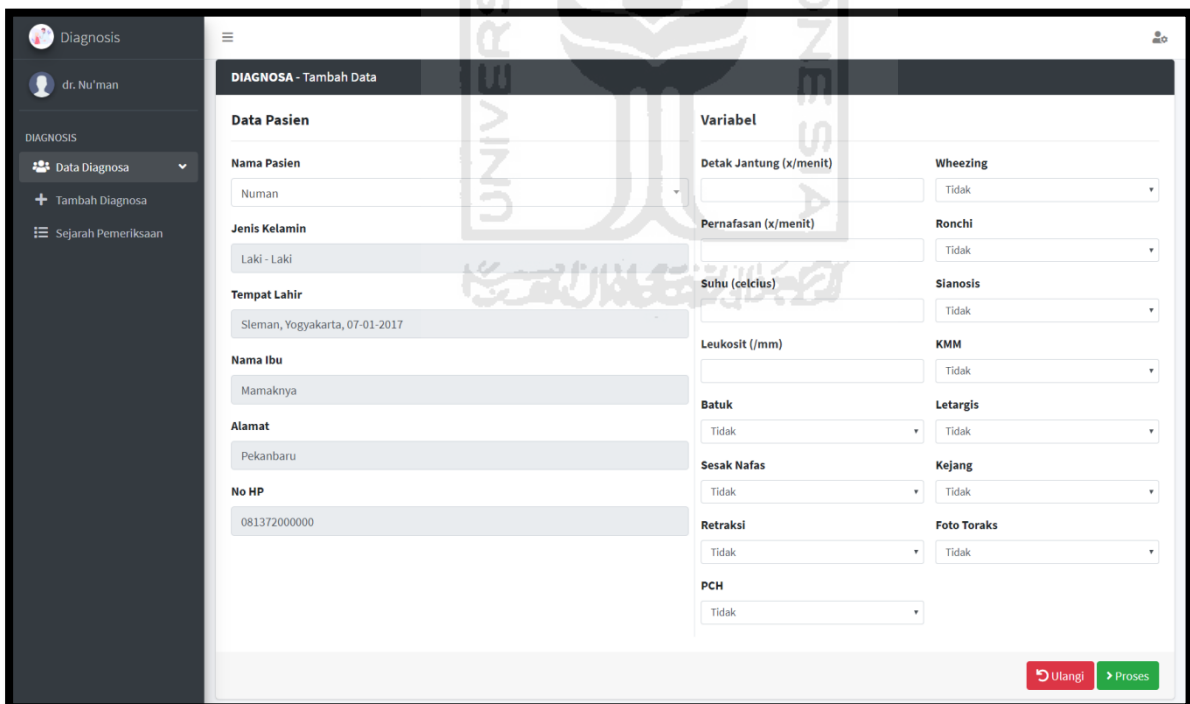 Diagnosis
dr. Nu'man
DIAGNOSIS
Data Diagnosa
Tambah Diagnosa
Sejarah Pemeriksaan
DIAGNOSA - Tambah Data
Data Pasien
Nama Pasien
Numan
Jenis Kelamin
Laki - Laki
Tempat Lahir
Sleman, Yogyakarta, 07-01-2017
Nama Ibu
Mamaknya
Alamat
Pekanbaru
No HP
081372000000
Variabel
Detak Jantung (x/menit)
Pernafasan (x/menit)
Suhu (celcius)
Leukosit (/mm)
Batuk
Tidak
Sesak Nafas
Tidak
Retraksi
Tidak
PCH
Tidak
Wheezing
Tidak
Ronchi
Tidak
Sianosis
Tidak
KMM
Tidak
Letargis
Tidak
Kejang
Tidak
Foto Toraks
Tidak
Ulangi
Proses